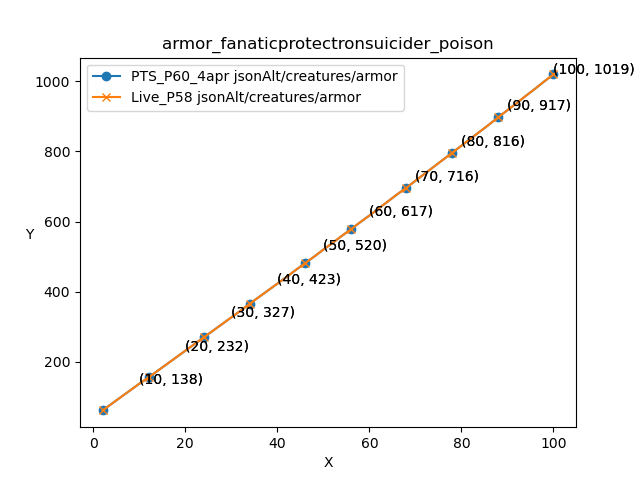 armor_fanaticprotectronsuicider_poison
PTS_P60_4apr jsonAlt/creatures/armor
Live_P58 jsonAlt/creatures/armor
(100, 1019)
(90, 917)
(80, 816)
(70, 716)
(60, 617)
(50, 520)
(40, 423)
(30, 327)
(20, 232)
(10, 138)
1000
800
600
400
200
Y
0 20 40 60 80 100
X